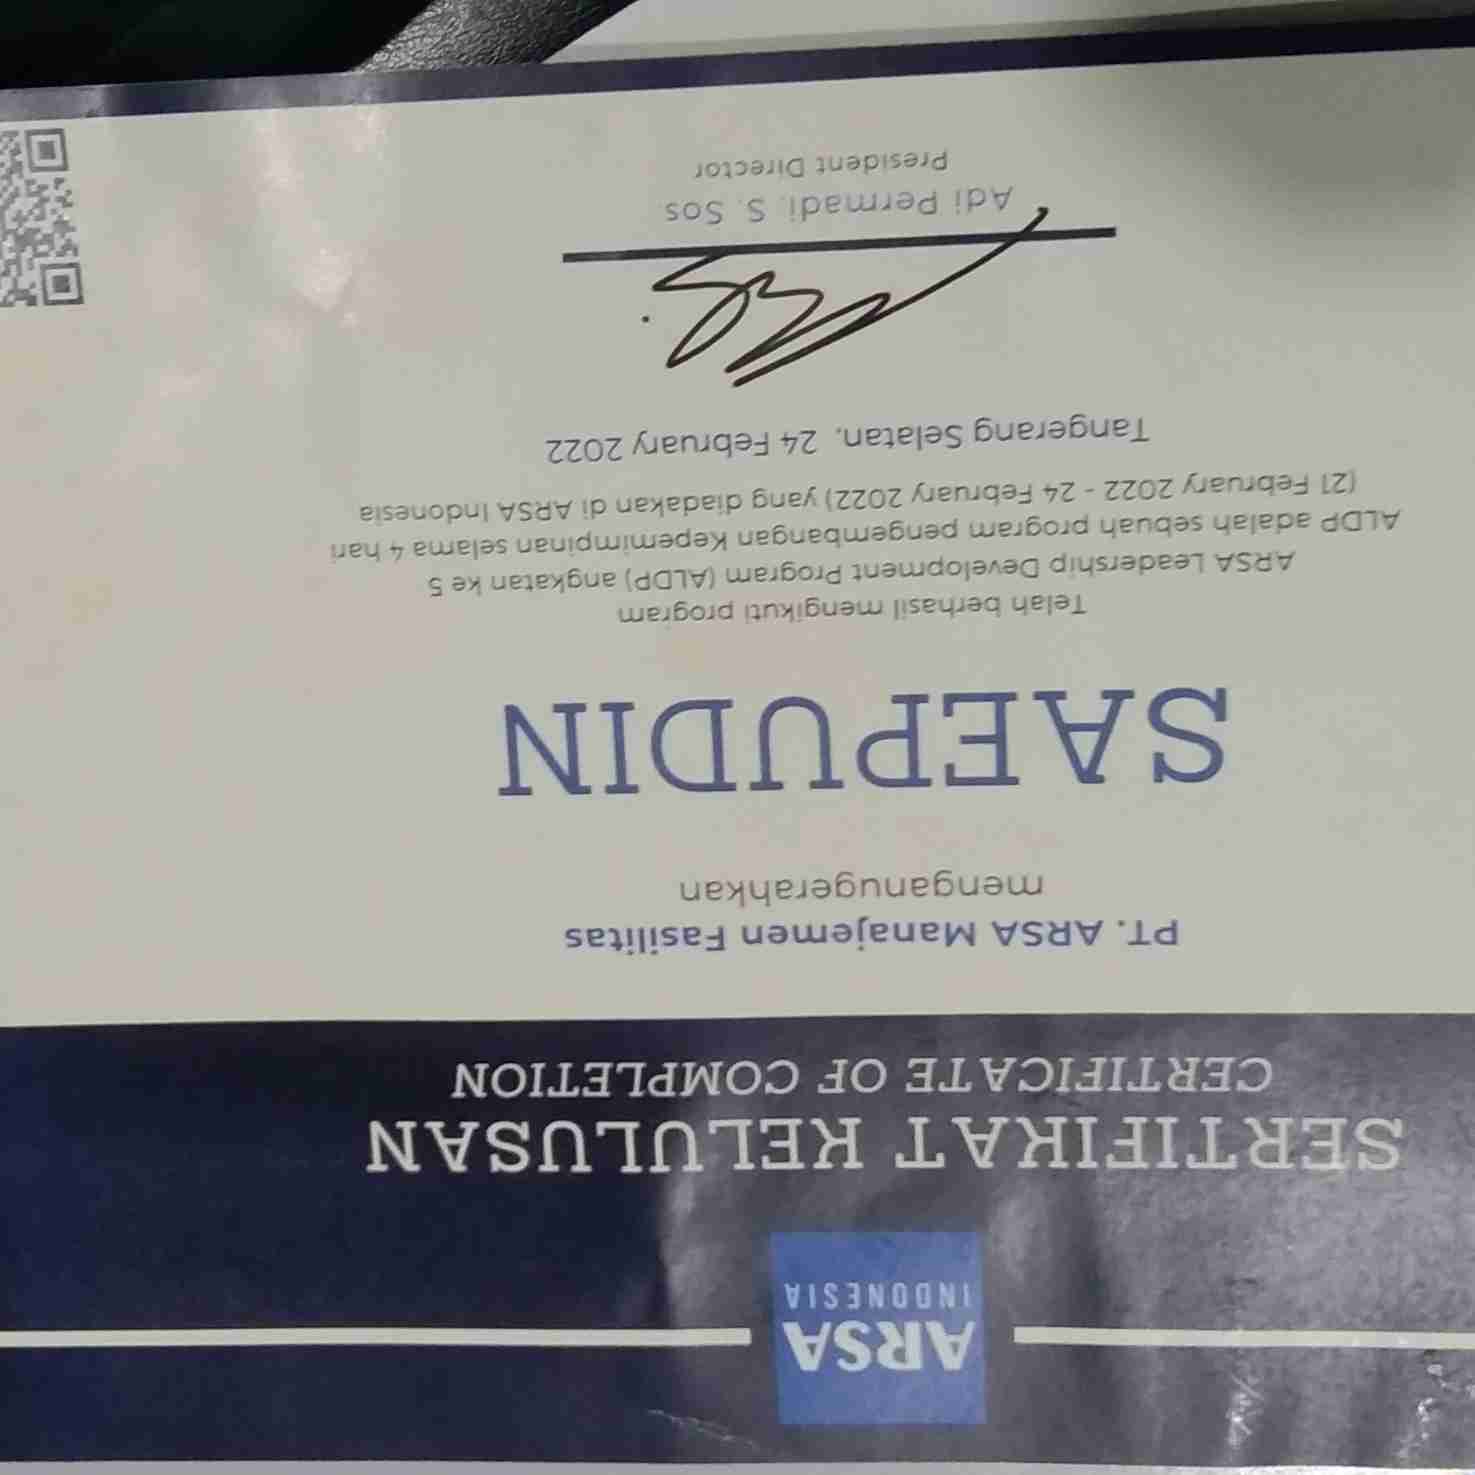 ARSA
INDONESIA
SERTIFIKAT KELULUSAN
CERTIFICATE OF COMPLETION
PT. ARSA Manajemen Fasilitas
menganugerahkan
SAEPUDIN
Telah berhasil mengikuti program
ARSA Leadership Development Program (ALDP) angkatan ke 5
ALDP adalah sebuah program pengembangan Kepemimpinan selama 4 hari
(21 February 2022 - 24 February 2022) yang diadakan di ARSA Indonesia
Tangerang Selatan, 24 February 2022
Adi Permadi. S. Sos
President Director